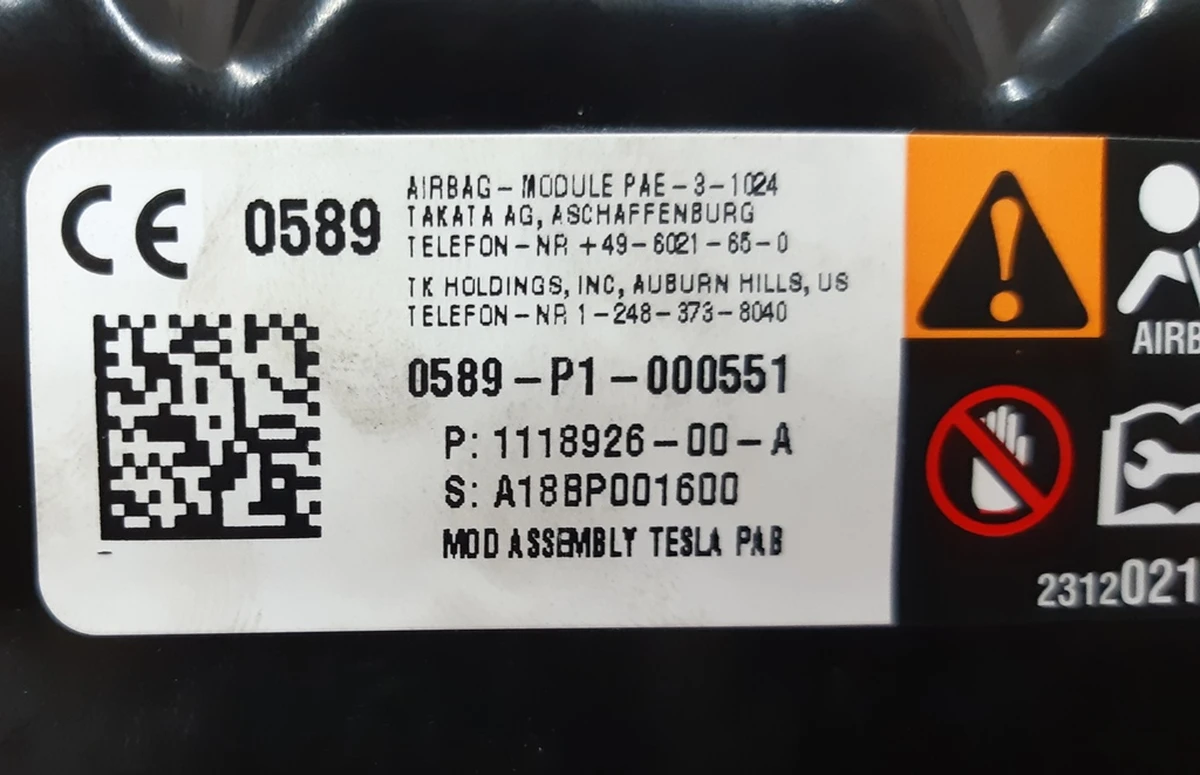 CE 0589
AIRBAG-MODULE PAE-3-1024
TAKATA AG, ASCHAFFENBURG
TELEFON-NR +49-6021-65-0
TK HOLDINGS, INC, AUBURN HILLS, US
TELEFON-NR 1-248-373-8040
0589-P1-000551
P: 1118926-00-A
S: A18BP001600
MOD ASSEMBLY TESLA PAB
AIRB
2312021